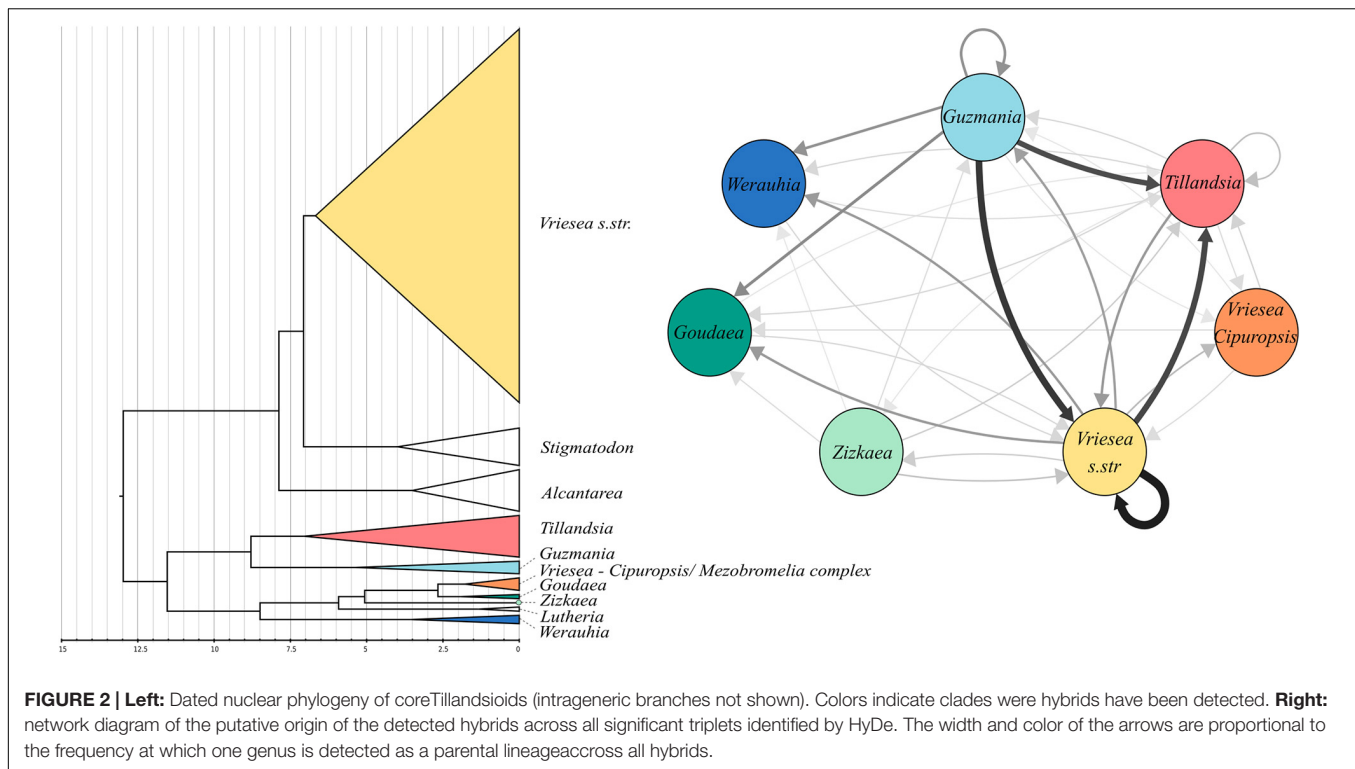 Vriesea s.str.
Stigmatodon
Alcantarea
Tillandsia
Guzmania
Vriesea - Cipuropsis/ Mezobromelia complex
Goudaea
Zizkaea
Lutheria
Werauhia
15 12.5 10 7.5 5 2.5 0
Guzmania
Werauhia
Tillandsia
Goudaea
Vriesea
Cipuropsis
Zizkaea
Vriesea
s.str
FIGURE 2 | Left: Dated nuclear phylogeny of coreTillandsioids (intrageneric branches not shown). Colors indicate clades were hybrids have been detected. Right:
network diagram of the putative origin of the detected hybrids across all significant triplets identified by HyDe. The width and color of the arrows are proportional to
the frequency at which one genus is detected as a parental lineageaccross all hybrids.